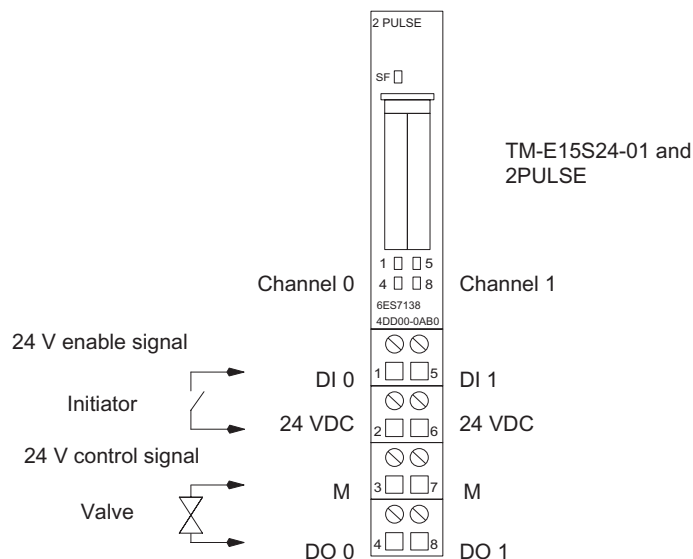 2 PULSE
SF
TM-E15S24-01 and
2PULSE
1 5
Channel 0 4 8 Channel 1
6ES7138
4DD00-0AB0
24 V enable signal
DI 0 1 5 DI 1
Initiator
24 VDC 2 6 24 VDC
24 V control signal
M 3 7 M
Valve
DO 0 4 8 DO 1